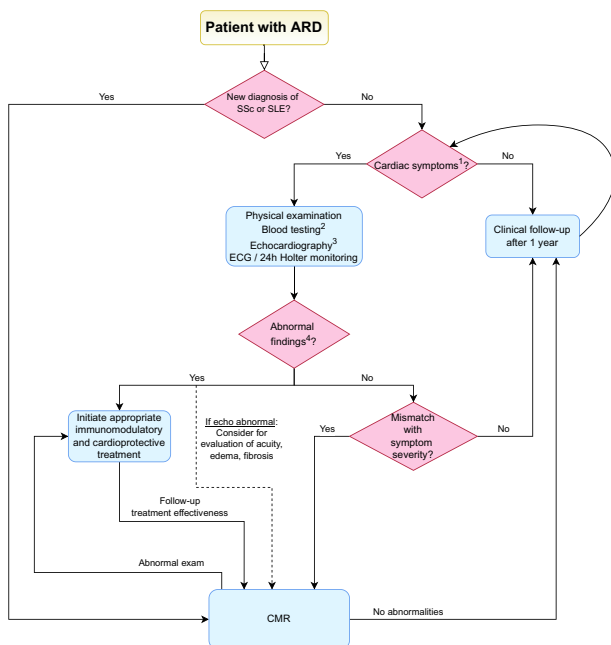 Patient with ARD
New diagnosis of
SSc or SLE?
Yes
No
Cardiac symptoms¹?
Yes
No
Physical examination
Blood testing²
Echocardiography³
ECG / 24h Holter monitoring
Clinical follow-up
after 1 year
Abnormal
findings⁴?
Yes
No
Initiate appropriate
immunomodulatory
and cardioprotective
treatment
If echo abnormal:
Consider for
evaluation of acuity,
edema, fibrosis
Yes
Mismatch
with
symptom
severity?
No
Follow-up
treatment effectiveness
Abnormal exam
CMR
No abnormalities